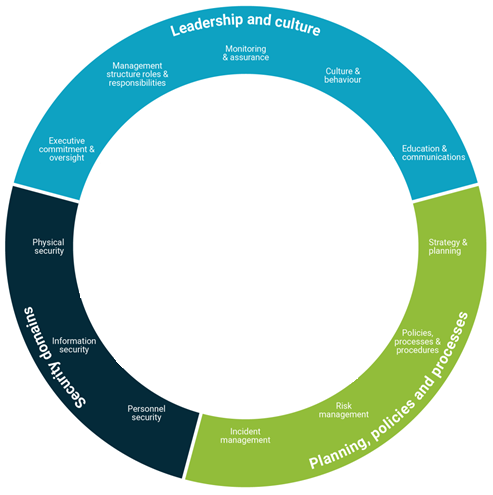 Leadership and culture
Monitoring
& assurance
Management
structure roles &
responsibilities
Culture &
behaviour
Executive
commitment &
oversight
Education &
communications
Physical
security
Strategy &
planning
Security domains
Information
security
Policies,
processes &
procedures
Planning, policies and processes
Personnel
security
Risk
management
Incident
management